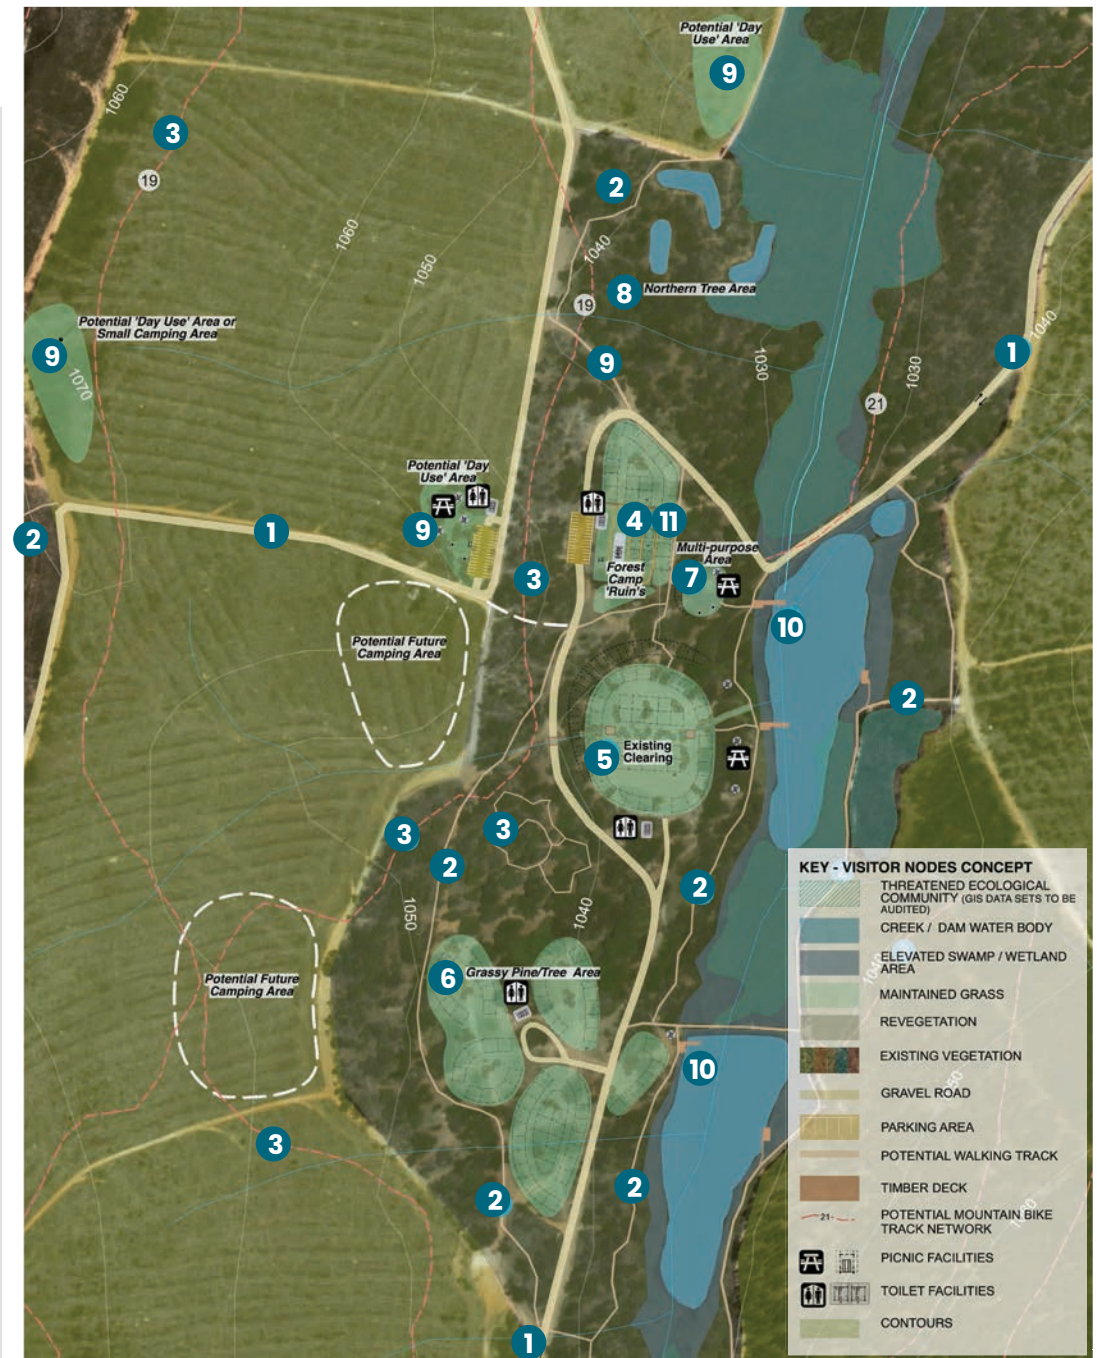 Potential 'Day
Use' Area
9
1060
3
19
2
1060
1040
1050
8 Northern Tree Area
19
Potential 'Day Use' Area or
Small Camping Area
9
1070
1040
1
9
1030
1030
21
Potential 'Day
Use' Area
9
4 11
Forest
Camp
'Ruin's
Multi-purpose
Area
7
2
1
3
10
Potential Future
Camping Area
2
5
Existing
Clearing
3
3
2
2
1050
1040
6
Grassy Pine/Tree Area
Potential Future
Camping Area
10
3
2
2
1
KEY - VISITOR NODES CONCEPT
THREATENED ECOLOGICAL
COMMUNITY (GIS DATA SETS TO BE
AUDITED)
CREEK / DAM WATER BODY
ELEVATED SWAMP / WETLAND
AREA
MAINTAINED GRASS
REVEGETATION
EXISTING VEGETATION
GRAVEL ROAD
PARKING AREA
POTENTIAL WALKING TRACK
TIMBER DECK
21
POTENTIAL MOUNTAIN BIKE
TRACK NETWORK
PICNIC FACILITIES
TOILET FACILITIES
CONTOURS